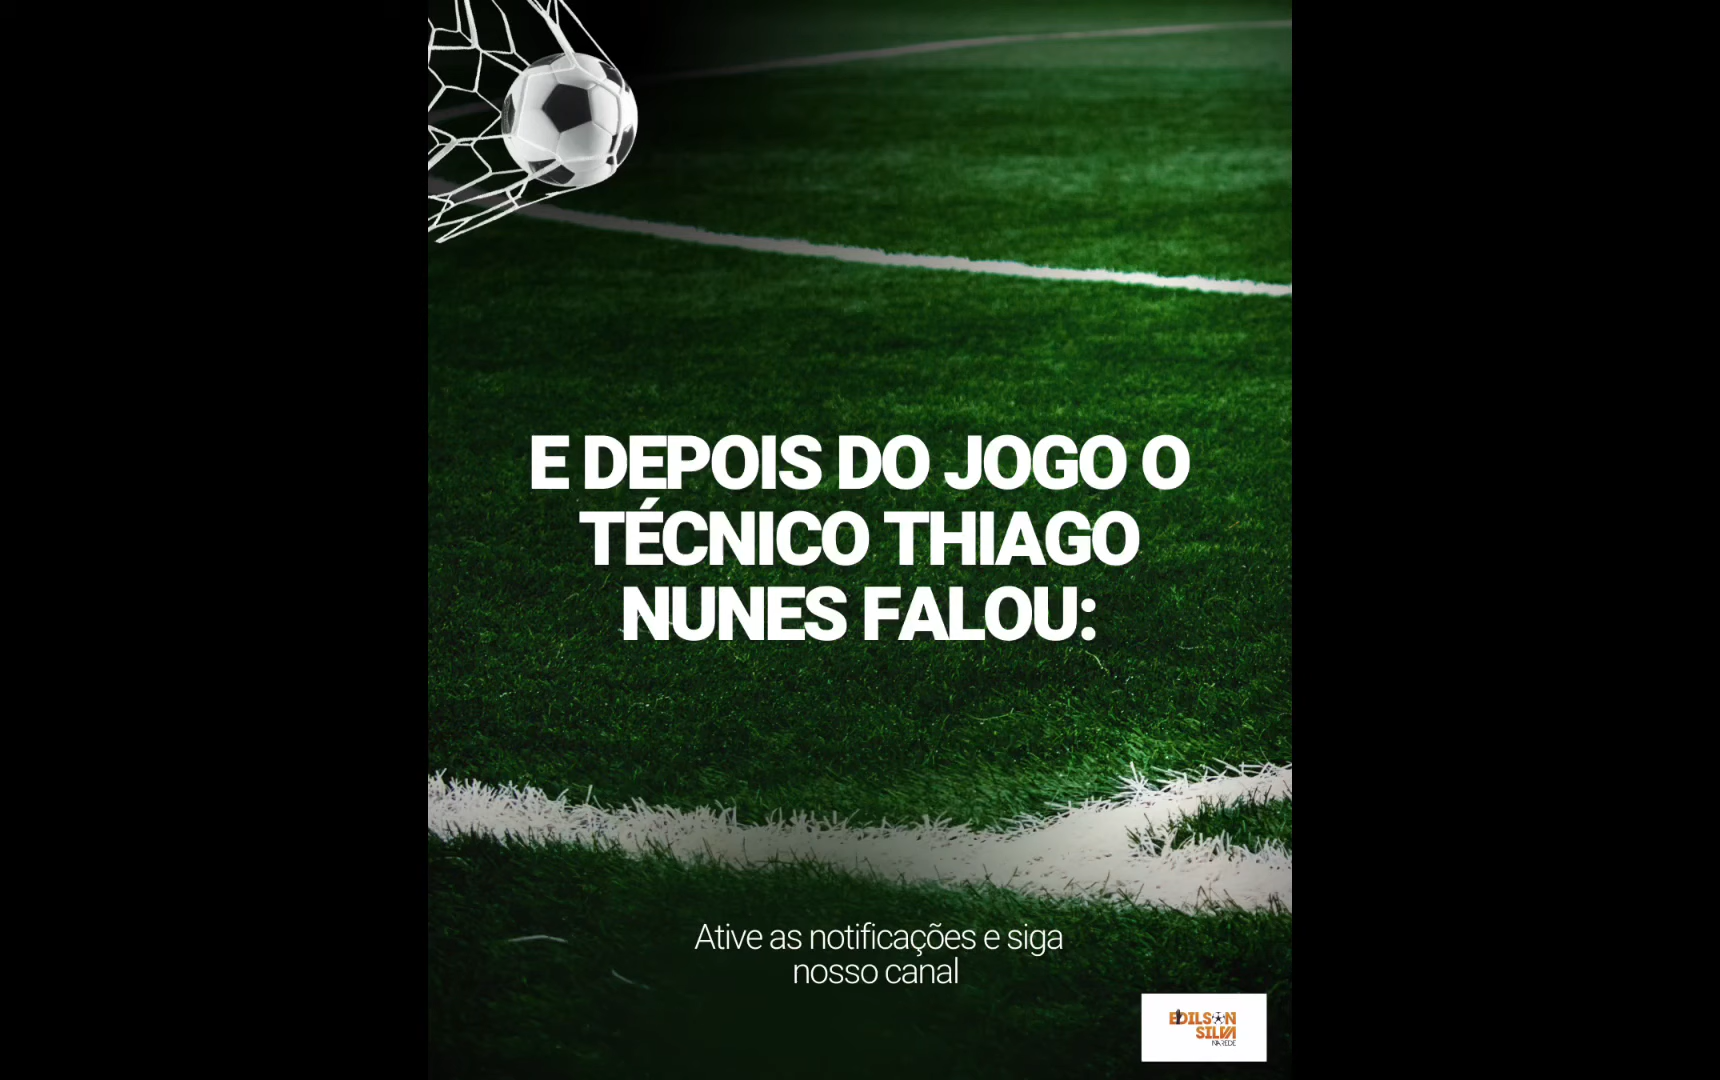 E DEPOIS DO JOGO O
TÉCNICO THIAGO
NUNES FALOU:
Ative as notificações e siga
nosso canal
EDILSON
SILVA
NA REDE